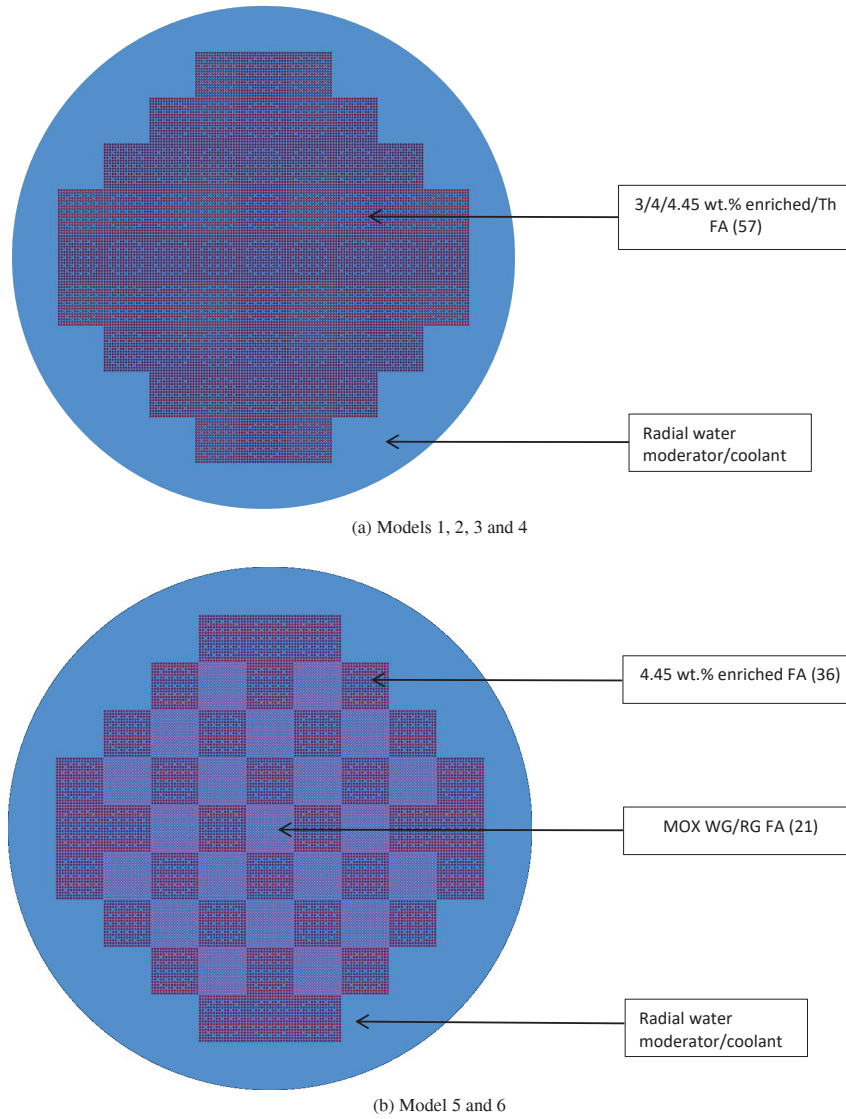 3/4/4.45 wt.% enriched/Th
FA (57)
Radial water
moderator/coolant
(a) Models 1, 2, 3 and 4
4.45 wt.% enriched FA (36)
MOX WG/RG FA (21)
Radial water
moderator/coolant
(b) Model 5 and 6